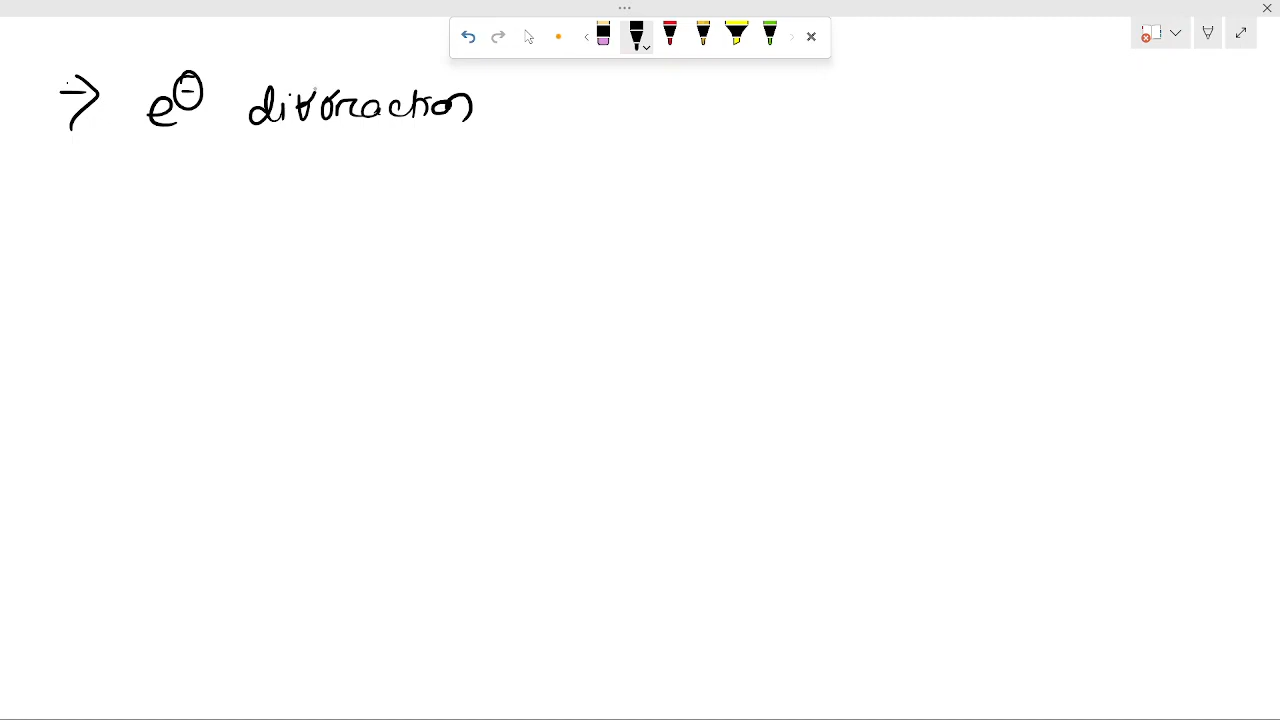 → e⊖ diffraction